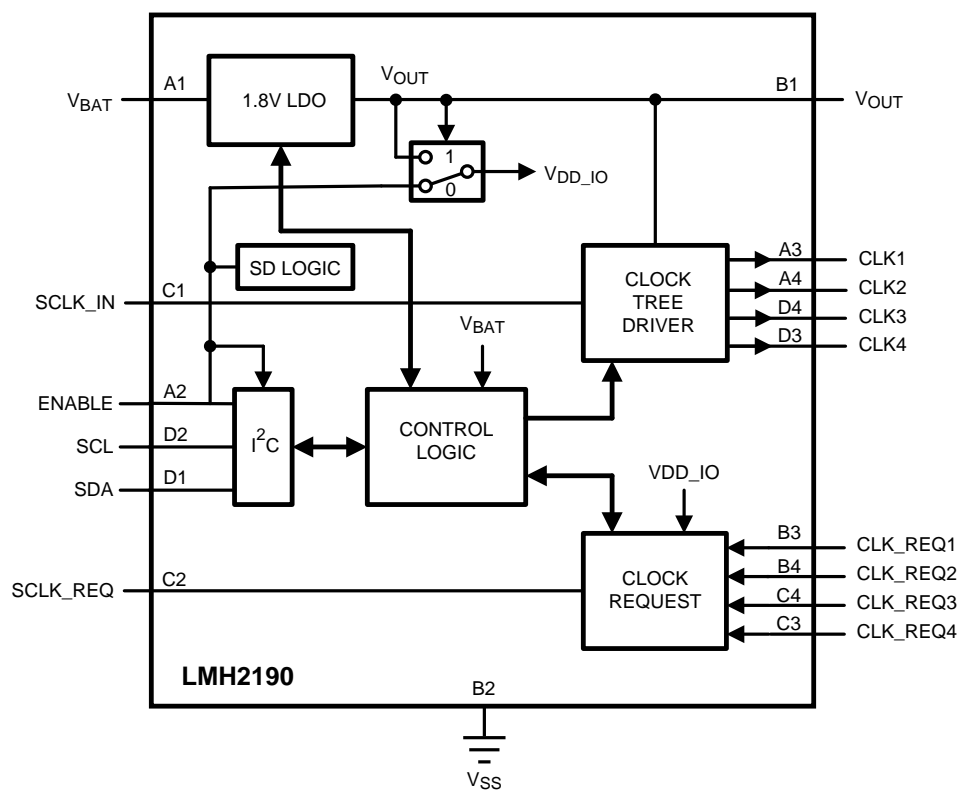 V_OUT
A1
B1
V_BAT
1.8V LDO
V_OUT
1
0
V_DD_IO
SD LOGIC
A3
CLK1
SCLK_IN
C1
CLOCK
TREE
DRIVER
A4
CLK2
D4
CLK3
D3
CLK4
V_BAT
ENABLE
A2
SCL
D2
I²C
CONTROL
LOGIC
SDA
D1
VDD_IO
B3
CLK_REQ1
B4
CLK_REQ2
SCLK_REQ
C2
CLOCK
REQUEST
C4
CLK_REQ3
C3
CLK_REQ4
LMH2190
B2
V_SS